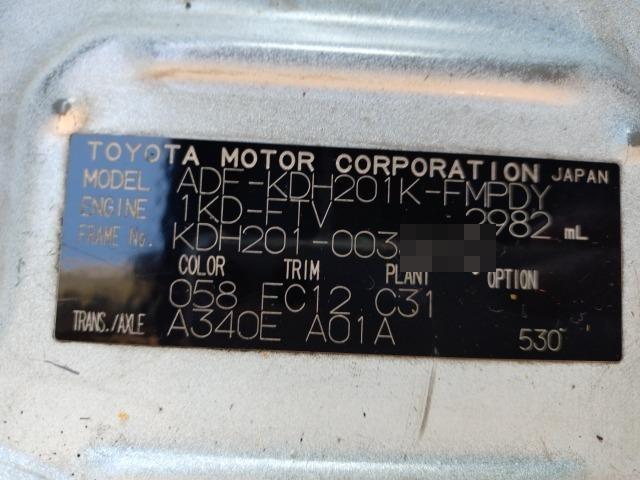 TOYOTA MOTOR CORPORATION JAPAN
MODEL ADF-KDH201K-FMPDY
ENGINE 1KD-FTV 2982 mL
FRAME No. KDH201-003
COLOR TRIM PLANT OPTION
058 FC12 C31
TRANS./AXLE A340E A01A 530